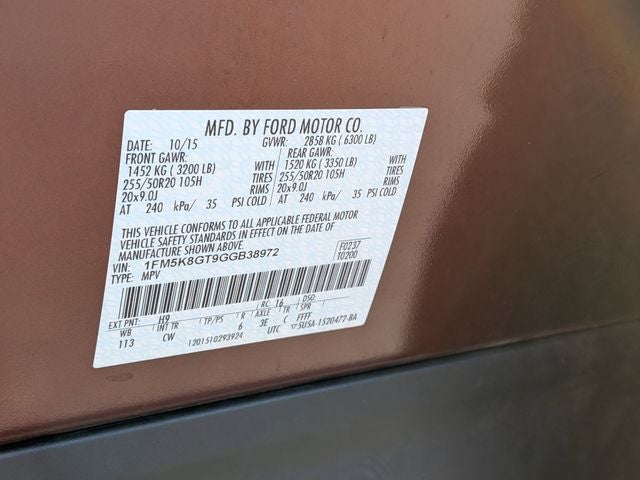 MFD. BY FORD MOTOR CO.
DATE: 10/15 GVWR: 2858 KG ( 6300 LB)
FRONT GAWR: REAR GAWR:
1452 KG ( 3200 LB) WITH 1520 KG ( 3350 LB) WITH
255/50R20 105H TIRES 255/50R20 105H TIRES
20x9.0J RIMS 20x9.0J RIMS
AT 240 kPa/ 35 PSI COLD AT 240 kPa/ 35 PSI COLD
THIS VEHICLE CONFORMS TO ALL APPLICABLE FEDERAL MOTOR
VEHICLE SAFETY STANDARDS IN EFFECT ON THE DATE OF
MANUFACTURE SHOWN ABOVE.
VIN: 1FM5K8GT9GGB38972 F0237
TYPE: MPV T0200
EXT PNT: H9 RC: 16 DSO:
WB INT TR TP/PS R AXLE TR SPR
113 CW 6 3E C FFFF
1201510293924 UTC 5USA-1520472-BA